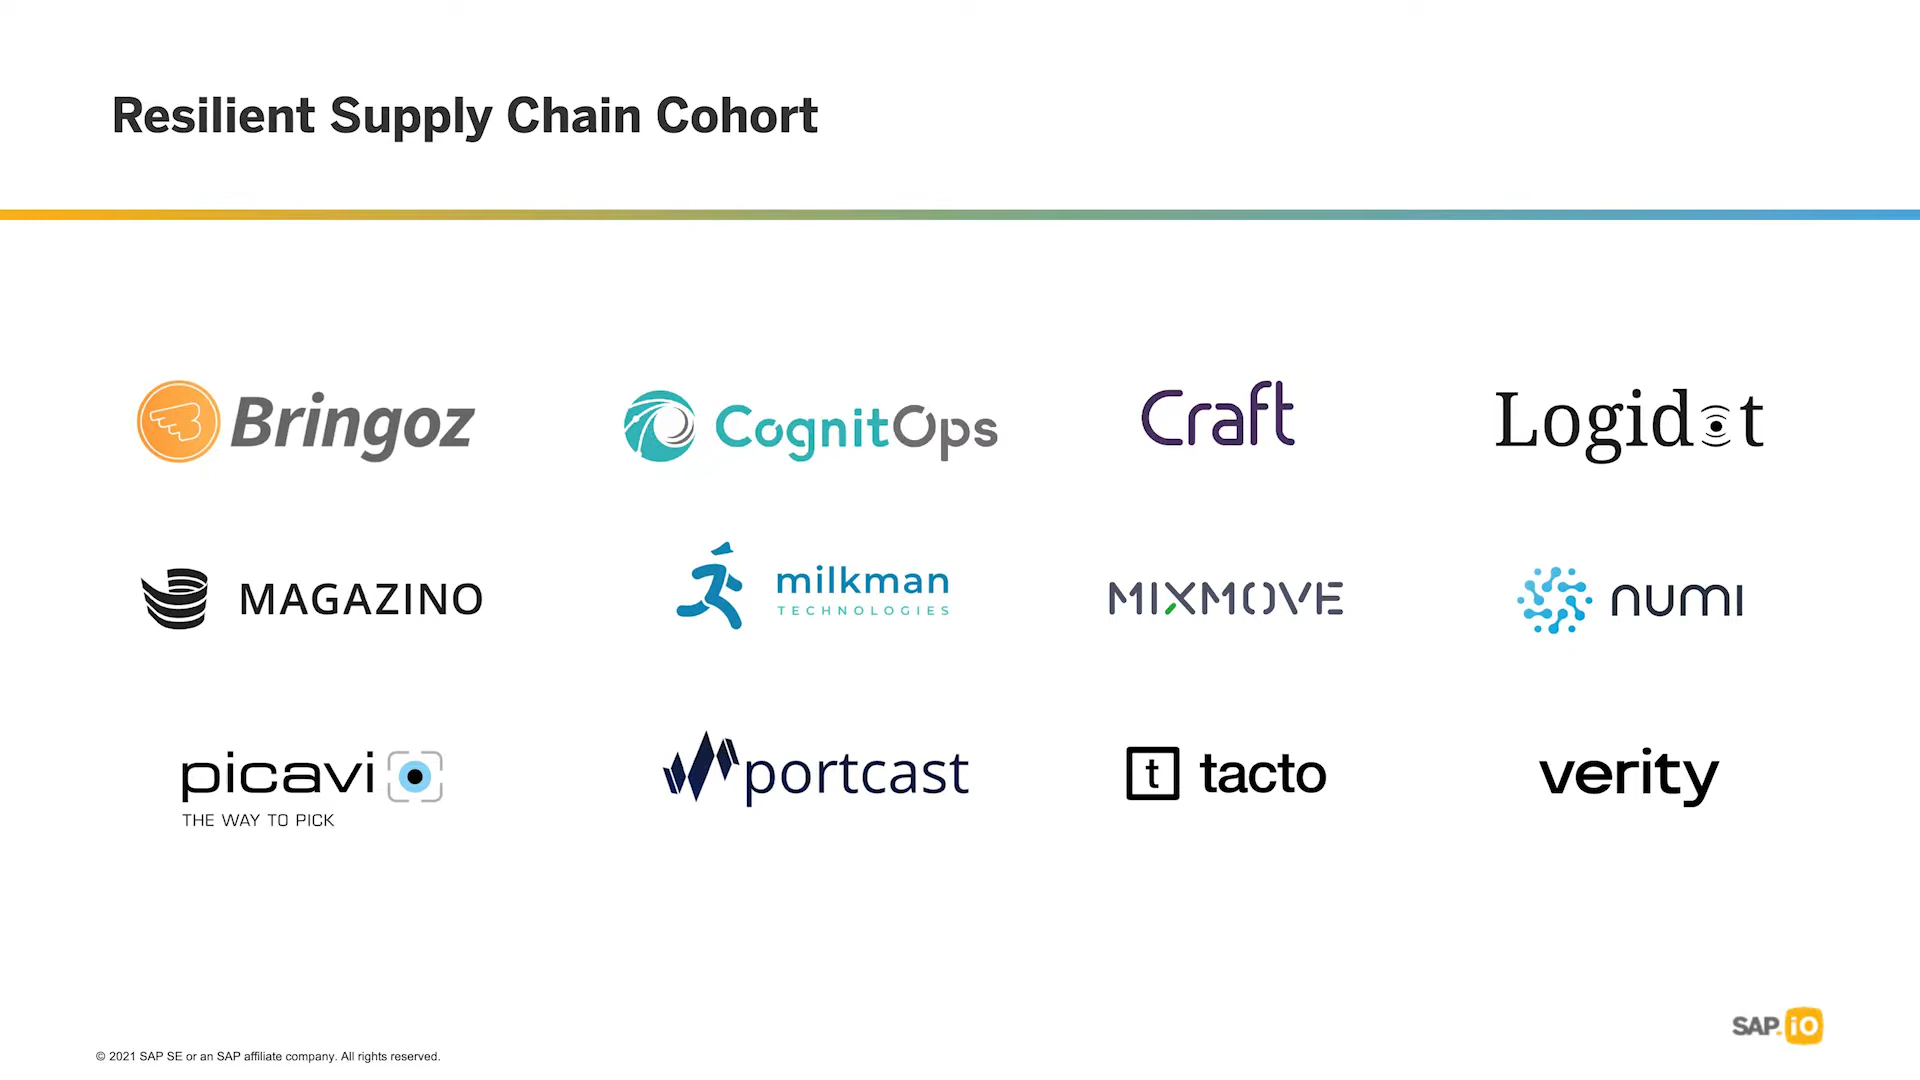 Resilient Supply Chain Cohort
Bringoz
CognitOps
Craft
Logidot
MAGAZINO
milkman
TECHNOLOGIES
MIXMOVE
numi
picavi
THE WAY TO PICK
portcast
t tacto
verity
SAP iO
© 2021 SAP SE or an SAP affiliate company. All rights reserved.